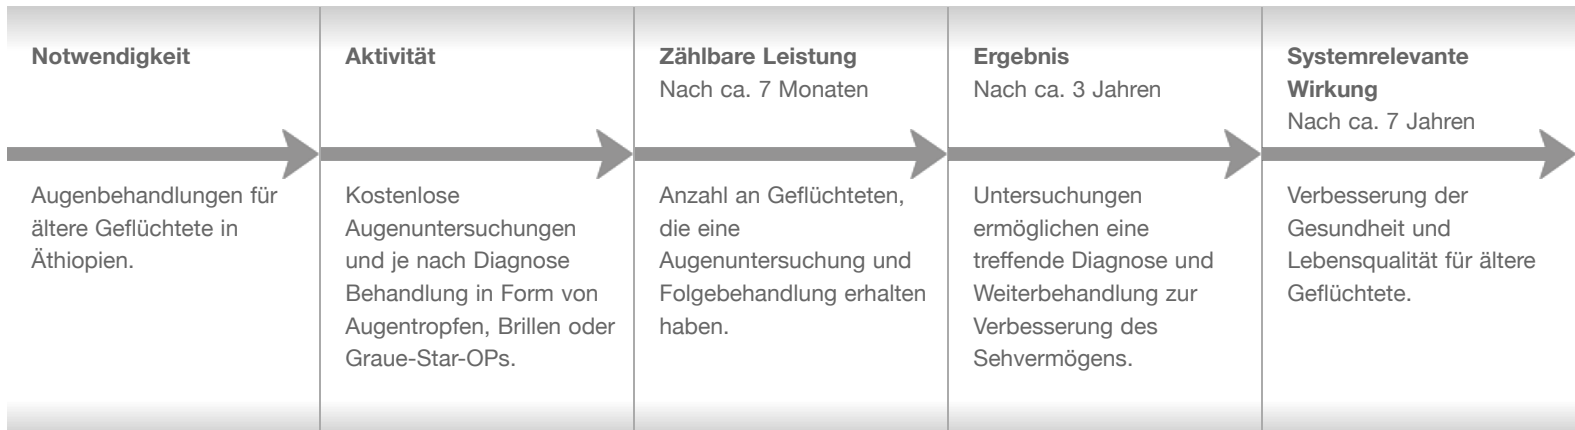 Notwendigkeit
Augenbehandlungen für
ältere Geflüchtete in
Äthiopien.
Aktivität
Kostenlose
Augenuntersuchungen
und je nach Diagnose
Behandlung in Form von
Augentropfen, Brillen oder
Graue-Star-OPs.
Zählbare Leistung
Nach ca. 7 Monaten
Anzahl an Geflüchteten,
die eine
Augenuntersuchung und
Folgebehandlung erhalten
haben.
Ergebnis
Nach ca. 3 Jahren
Untersuchungen
ermöglichen eine
treffende Diagnose und
Weiterbehandlung zur
Verbesserung des
Sehvermögens.
Systemrelevante
Wirkung
Nach ca. 7 Jahren
Verbesserung der
Gesundheit und
Lebensqualität für ältere
Geflüchtete.